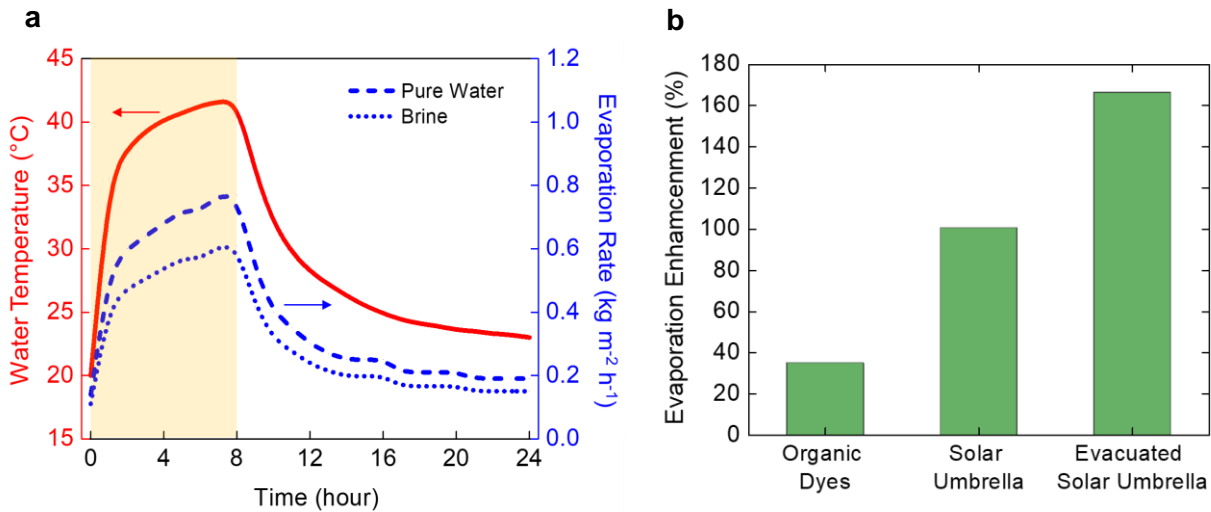 a
45
40
35
30
25
20
15
Water Temperature (°C)
1.2
1.0
0.8
0.6
0.4
0.2
0.0
Evaporation Rate (kg m⁻² h⁻¹)
Pure Water
Brine
0 4 8 12 16 20 24
Time (hour)
b
180
160
140
120
100
80
60
40
20
0
Evaporation Enhamcenment (%)
Organic
Dyes
Solar
Umbrella
Evacuated
Solar Umbrella